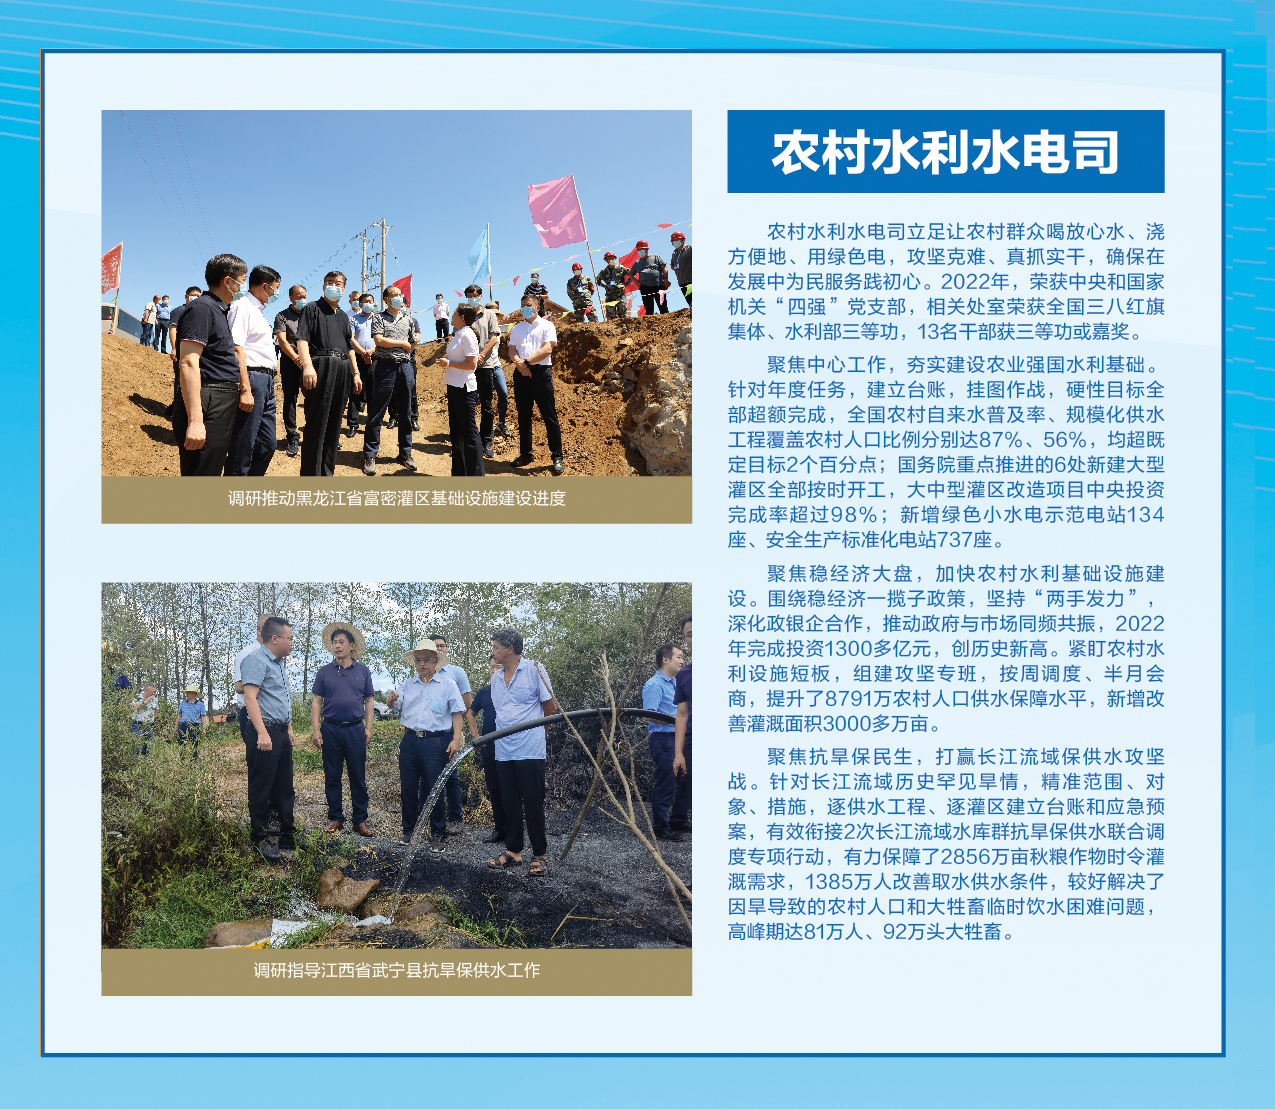 农村水利水电司
农村水利水电司立足让农村群众喝放心水、浇
方便地、用绿色电，攻坚克难、真抓实干，确保在
发展中为民服务践初心。2022年，荣获中央和国家
机关“四强”党支部，相关处室荣获全国三八红旗
集体、水利部三等功，13名干部获三等功或嘉奖。
聚焦中心工作，夯实建设农业强国水利基础。
针对年度任务，建立台账，挂图作战，硬性目标全
部超额完成，全国农村自来水普及率、规模化供水
工程覆盖农村人口比例分别达87%、56%，均超既
定目标2个百分点；国务院重点推进的6处新建大型
灌区全部按时开工，大中型灌区改造项目中央投资
完成率超过98%；新增绿色小水电示范电站134
座、安全生产标准化电站737座。
聚焦稳经济大盘，加快农村水利基础设施建
设。围绕稳经济一揽子政策，坚持“两手发力”，
深化政银企合作，推动政府与市场同频共振，2022
年完成投资1300多亿元，创历史新高。紧盯农村水
利设施短板，组建攻坚专班，按周调度、半月会
商，提升了8791万农村人口供水保障水平，新增改
善灌溉面积3000多万亩。
聚焦抗旱保民生，打赢长江流域保供水攻坚
战。针对长江流域历史罕见旱情，精准范围、对
象、措施，逐供水工程、逐灌区建立台账和应急预
案，有效衔接2次长江流域水库群抗旱保供水联合调
度专项行动，有力保障了2856万亩秋粮作物时令灌
溉需求，1385万人改善取水供水条件，较好解决了
因旱导致的农村人口和大牲畜临时饮水困难问题，
高峰期达81万人、92万头大牲畜。
调研推动黑龙江省富密灌区基础设施建设进度
调研指导江西省武宁县抗旱保供水工作